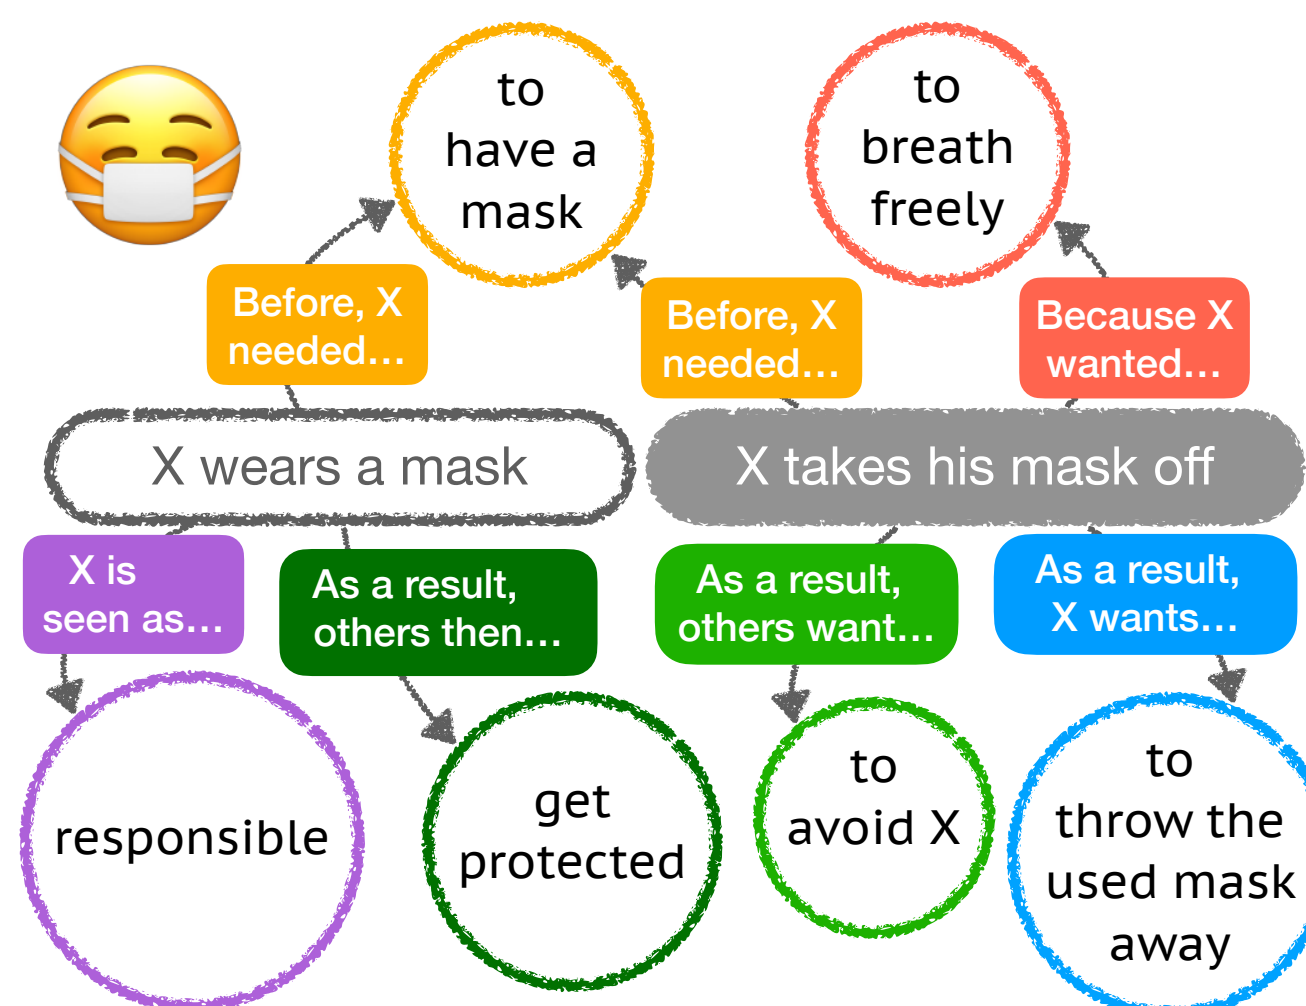 to
have a
mask
to
breath
freely
Before, X
needed...
Before, X
needed...
Because X
wanted...
X wears a mask
X takes his mask off
X is
seen as...
As a result,
others then...
As a result,
others want...
As a result,
X wants...
responsible
get
protected
to
avoid X
to
throw the
used mask
away